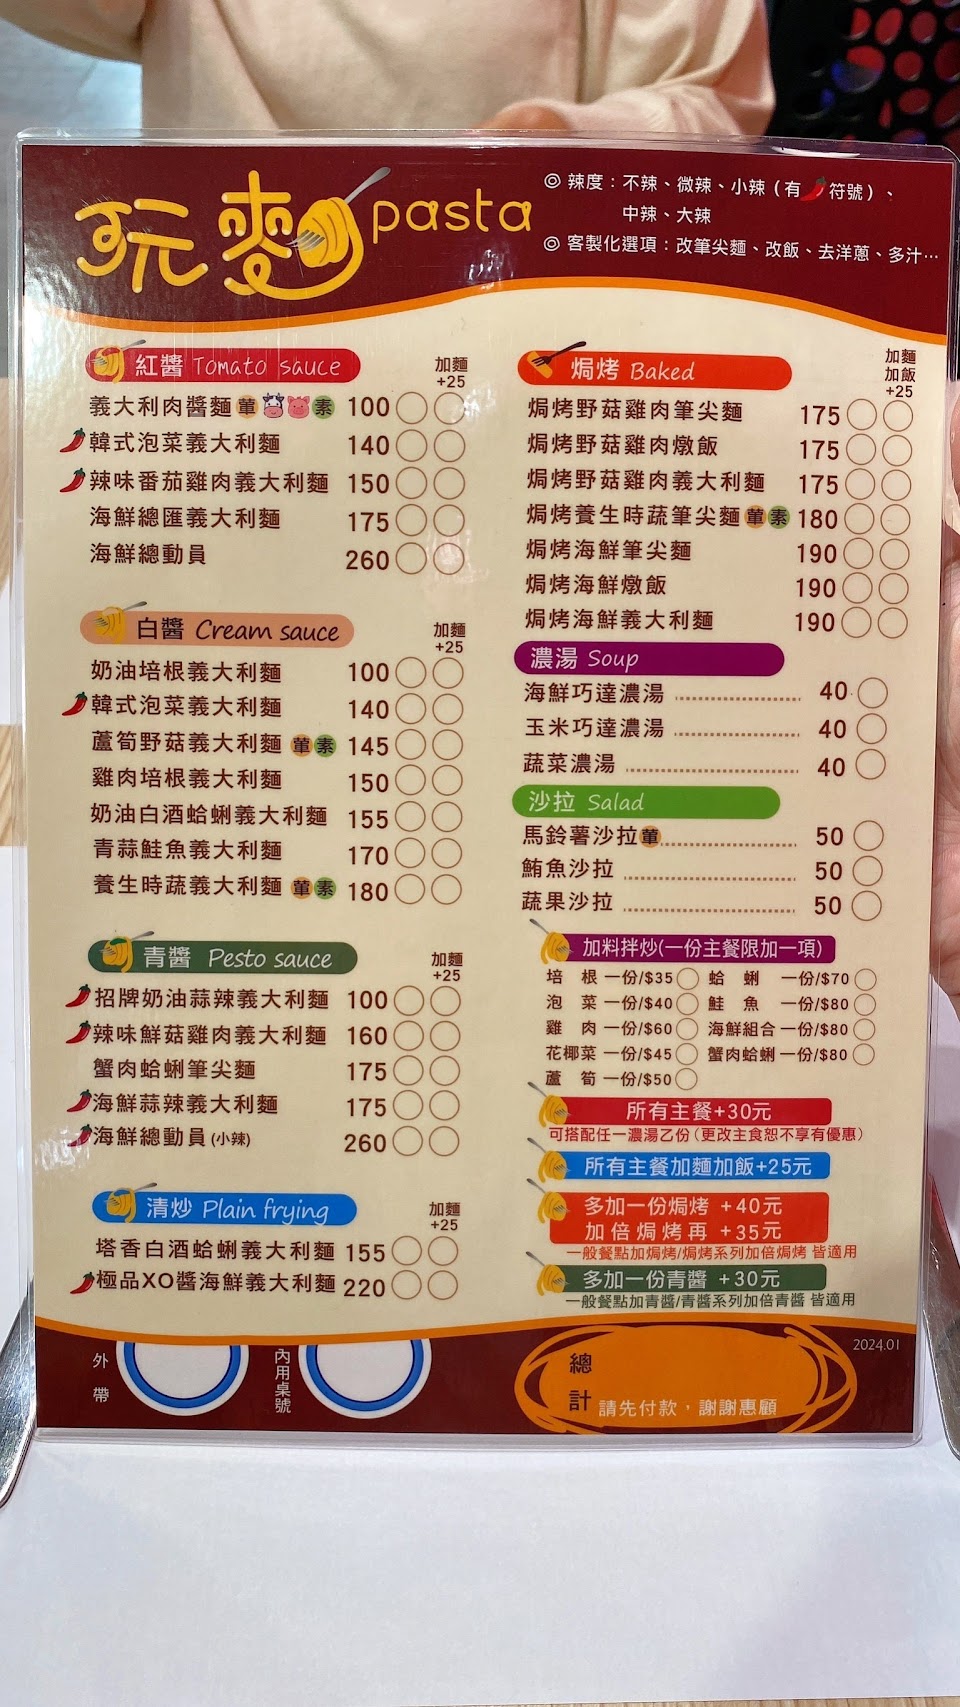 玩麵pasta
◎ 辣度：不辣、微辣、小辣（有🌶符號）、
中辣、大辣
◎ 客製化選項：改筆尖麵、改飯、去洋蔥、多汁…
紅醬 Tomato sauce 加麵
+25
義大利肉醬麵 葷 素 100
韓式泡菜義大利麵 140
辣味番茄雞肉義大利麵 150
海鮮總匯義大利麵 175
海鮮總動員 260
白醬 Cream sauce 加麵
+25
奶油培根義大利麵 100
韓式泡菜義大利麵 140
蘆筍野菇義大利麵 葷 素 145
雞肉培根義大利麵 150
奶油白酒蛤蜊義大利麵 155
青蒜鮭魚義大利麵 170
養生時蔬義大利麵 葷 素 180
青醬 Pesto sauce 加麵
+25
招牌奶油蒜辣義大利麵 100
辣味鮮菇雞肉義大利麵 160
蟹肉蛤蜊筆尖麵 175
海鮮蒜辣義大利麵 175
海鮮總動員(小辣) 260
清炒 Plain frying 加麵
+25
塔香白酒蛤蜊義大利麵 155
極品XO醬海鮮義大利麵 220
焗烤 Baked 加麵
加飯
+25
焗烤野菇雞肉筆尖麵 175
焗烤野菇雞肉燉飯 175
焗烤野菇雞肉義大利麵 175
焗烤養生時蔬筆尖麵 葷 素 180
焗烤海鮮筆尖麵 190
焗烤海鮮燉飯 190
焗烤海鮮義大利麵 190
濃湯 Soup
海鮮巧達濃湯 40
玉米巧達濃湯 40
蔬菜濃湯 40
沙拉 Salad
馬鈴薯沙拉 葷 50
鮪魚沙拉 50
蔬果沙拉 50
加料拌炒(一份主餐限加一項)
培 根 一份/$35 蛤 蜊 一份/$70
泡 菜 一份/$40 鮭 魚 一份/$80
雞 肉 一份/$60 海鮮組合 一份/$80
花椰菜 一份/$45 蟹肉蛤蜊 一份/$80
蘆 筍 一份/$50
所有主餐+30元
可搭配任一濃湯乙份(更改主食恕不享有優惠)
所有主餐加麵加飯+25元
多加一份焗烤 +40元
加倍焗烤再 +35元
一般餐點加焗烤/焗烤系列加倍焗烤 皆適用
多加一份青醬 +30元
一般餐點加青醬/青醬系列加倍青醬 皆適用
外帶
內用桌號
總計
請先付款，謝謝惠顧
2024.01